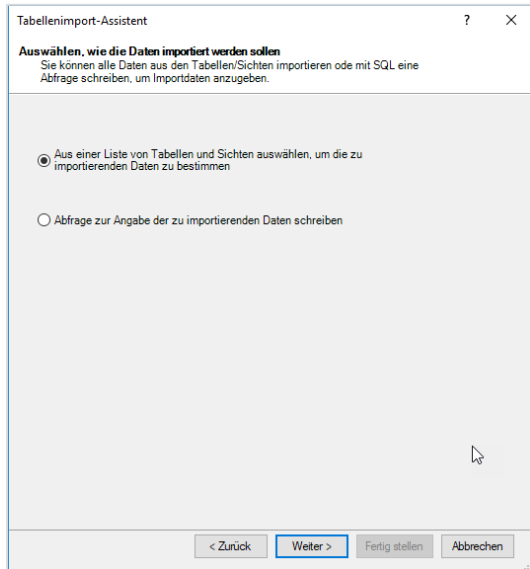 Tabellenimport-Assistent
?
Auswählen, wie die Daten importiert werden sollen
Sie können alle Daten aus den Tabellen/Sichten importieren ode mit SQL eine
Abfrage schreiben, um Importdaten anzugeben.
Aus einer Liste von Tabellen und Sichten auswählen, um die zu
importierenden Daten zu bestimmen
Abfrage zur Angabe der zu importierenden Daten schreiben
< Zurück Weiter > Fertig stellen Abbrechen